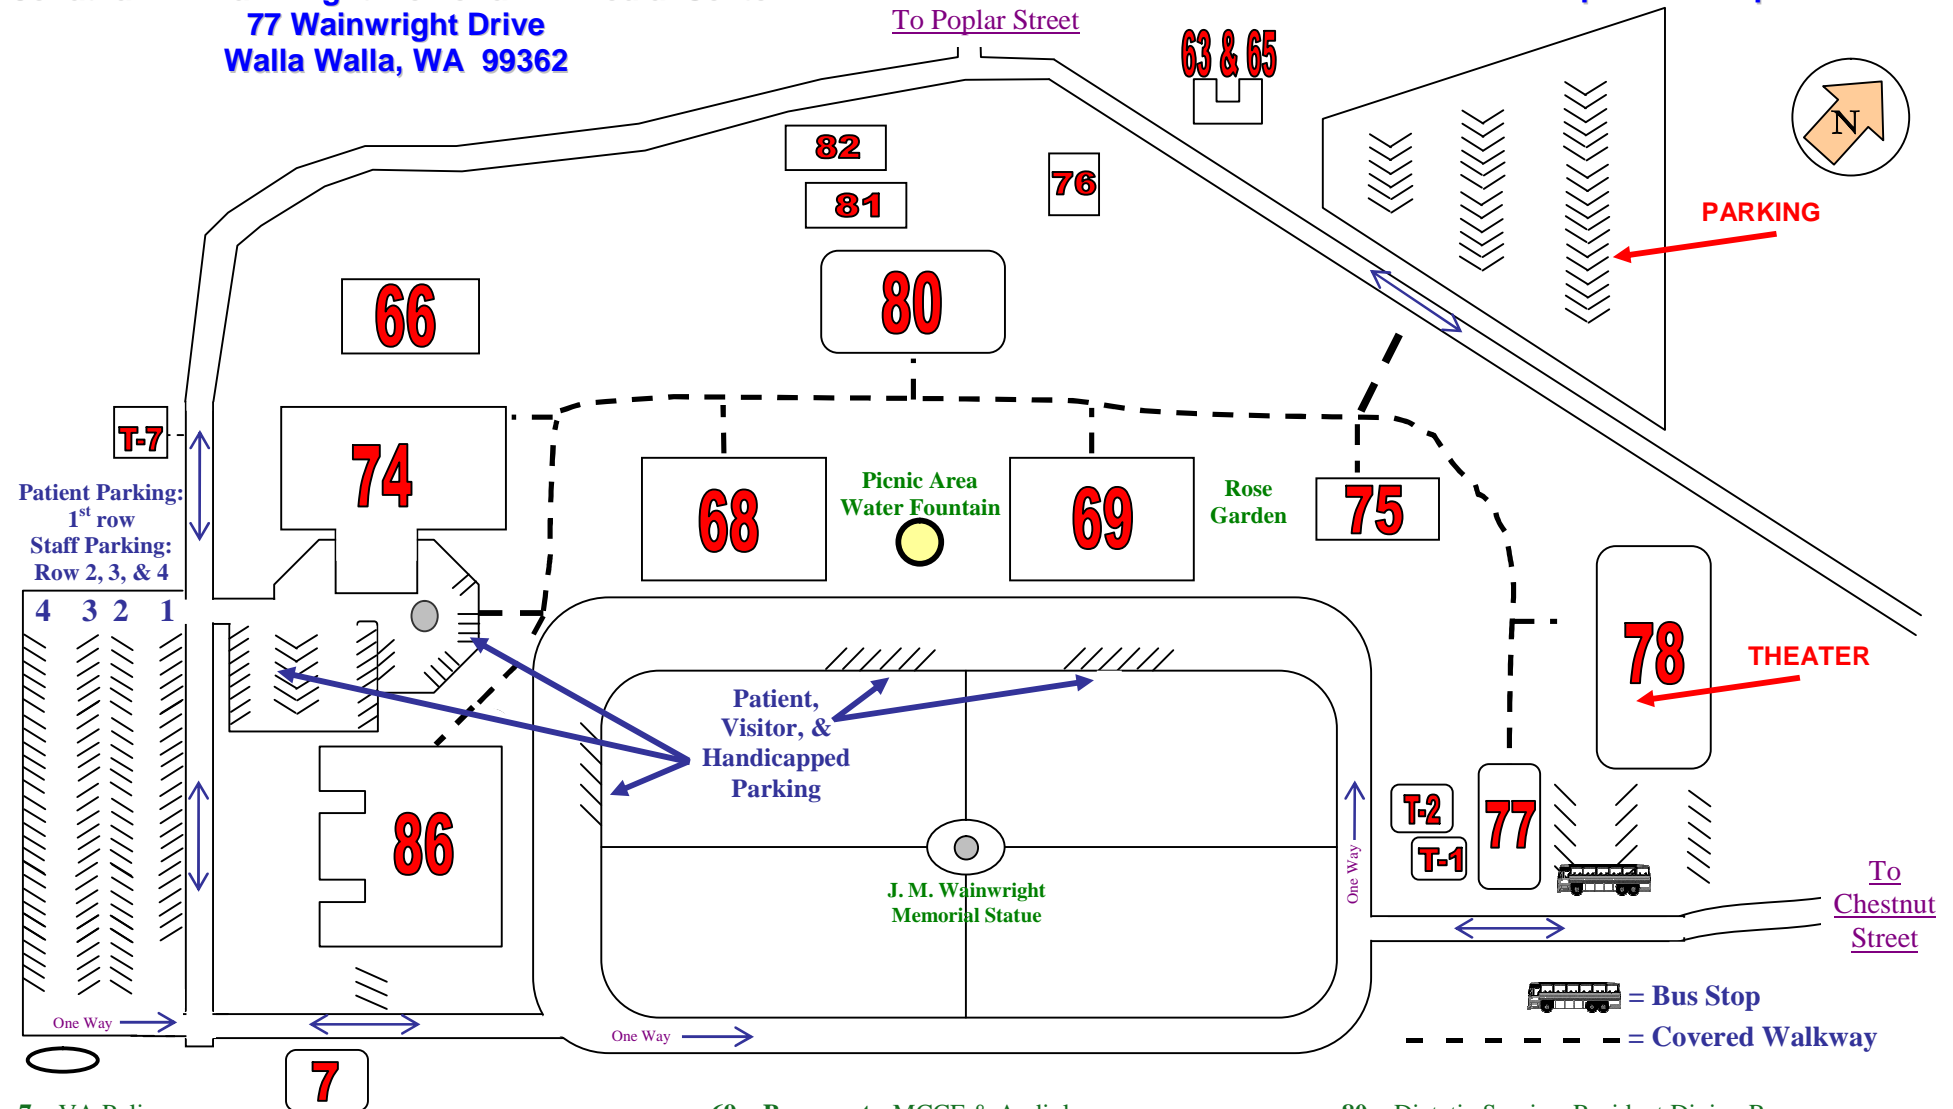 77 Wainwright Drive
Walla Walla, WA 99362
To Poplar Street
63 & 65
N
82
81
76
PARKING
66
80
T-7
74
Patient Parking:
1st row
Staff Parking:
Row 2, 3, & 4
4 3 2 1
68
Picnic Area
Water Fountain
69
Rose
Garden
75
78
THEATER
Patient,
Visitor, &
Handicapped
Parking
86
J. M. Wainwright
Memorial Statue
One Way
T-2
T-1
77
To
Chestnut
Street
= Bus Stop
= Covered Walkway
One Way
One Way
7